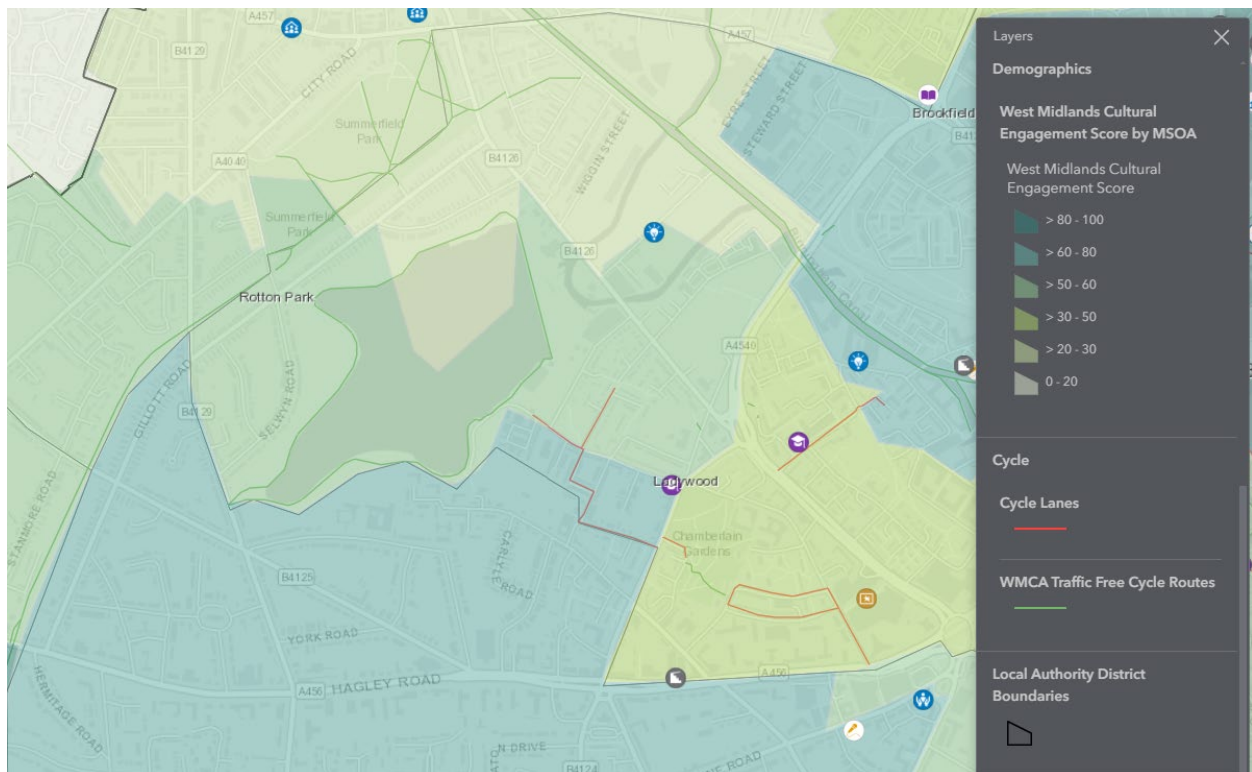 A457
B4129
CITY ROAD
A457
EYRE STREET
STEWARD STREET
Brookfield
Summerfield
Park
A4040
B4126
WIGGIN STREET
Summerfield
Park
B4126
Rotton Park
A4540
GILLOTT ROAD
B4129
SELWYN ROAD
Ladywood
STANMORE ROAD
Chamberlain
Gardens
CARLYLE
ROAD
B4125
YORK ROAD
HERMITAGE ROAD
A456
HAGLEY ROAD
A456
N DRIVE
B4124
Layers
Demographics
West Midlands Cultural
Engagement Score by MSOA
West Midlands Cultural
Engagement Score
> 80 - 100
> 60 - 80
> 50 - 60
> 30 - 50
> 20 - 30
0 - 20
Cycle
Cycle Lanes
WMCA Traffic Free Cycle Routes
Local Authority District
Boundaries